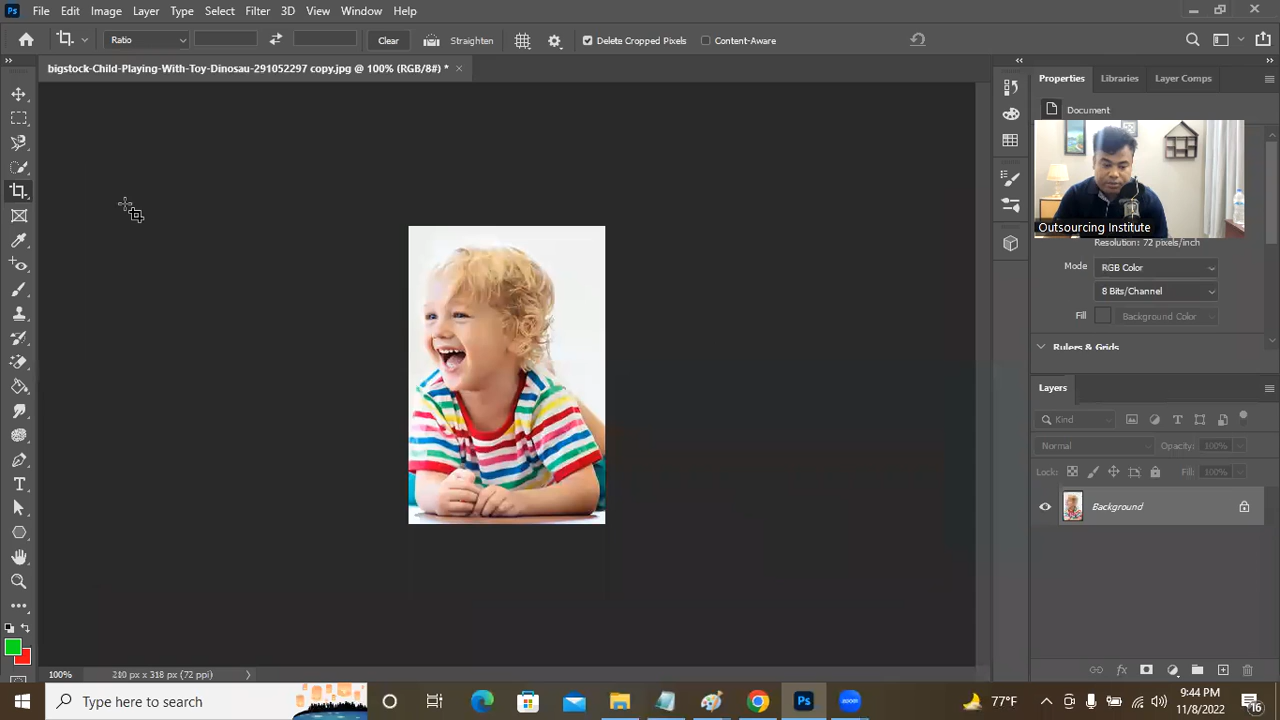 Ps File Edit Image Layer Type Select Filter 3D View Window Help
Ratio Clear Straighten Delete Cropped Pixels Content-Aware
bigstock-Child-Playing-With-Toy-Dinosau-291052297 copy.jpg @ 100% (RGB/8#) *
Properties Libraries Layer Comps
Document
Outsourcing Institute
Resolution: 72 pixels/inch
Mode RGB Color
8 Bits/Channel
Fill Background Color
Rulers & Grids
Layers
Kind
Normal Opacity: 100%
Lock: Fill: 100%
Background
fx
100% 210 px x 318 px (72 ppi)
Type here to search
Ps
zoom
77°F
9:44 PM
11/8/2022
16